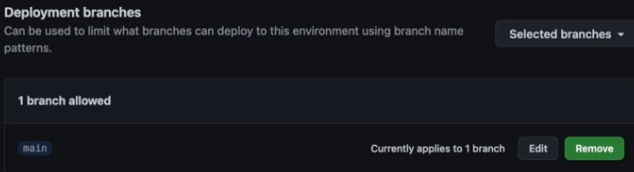 Deployment branches
Can be used to limit what branches can deploy to this environment using branch name
patterns.
Selected branches
1 branch allowed
main
Currently applies to 1 branch
Edit
Remove